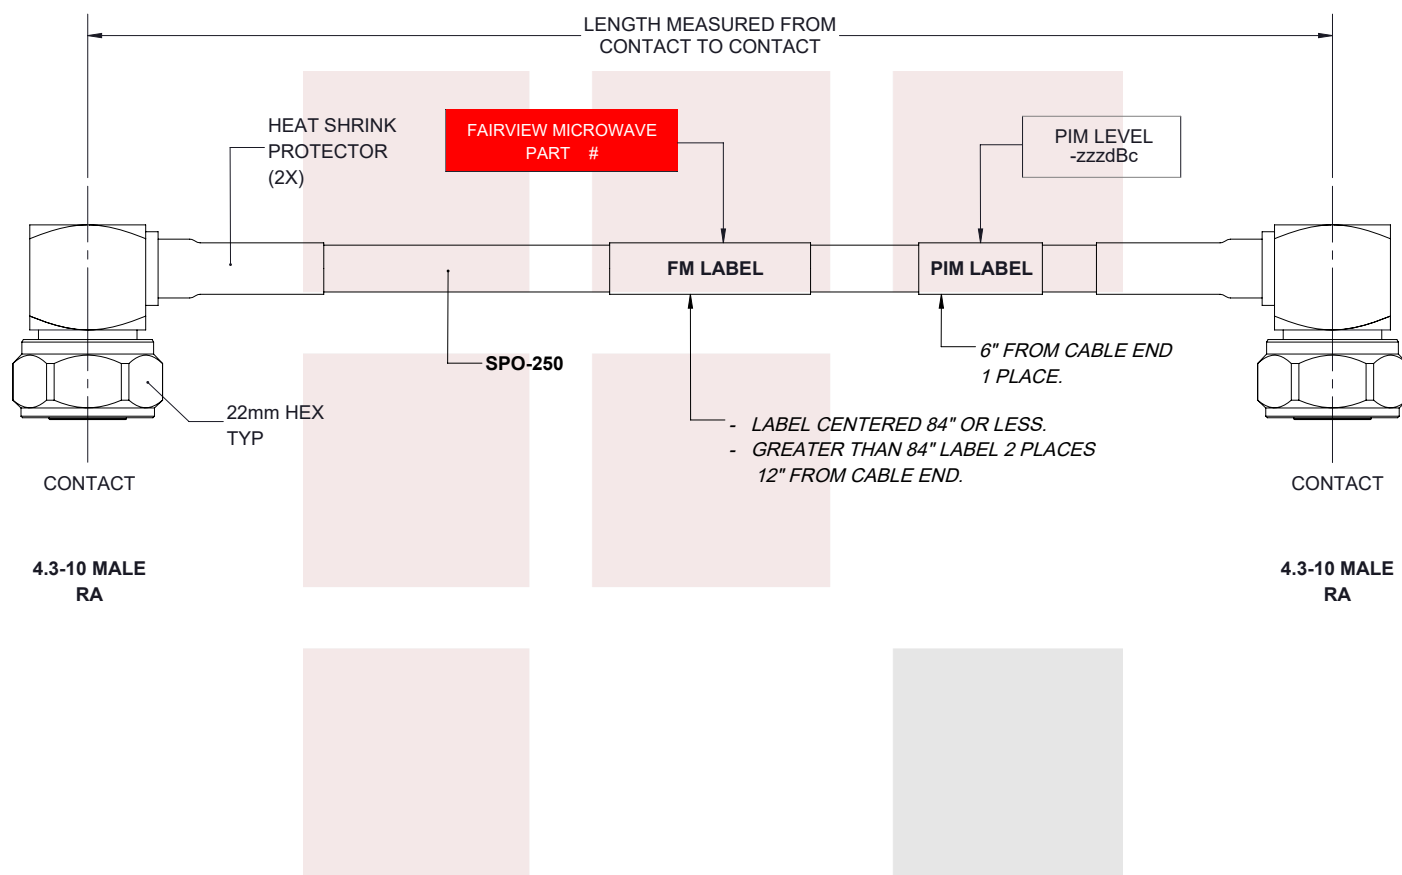 LENGTH MEASURED FROM
CONTACT TO CONTACT
HEAT SHRINK
PROTECTOR
(2X)
FAIRVIEW MICROWAVE
PART #
PIM LEVEL
-zzzdBc
FM LABEL
PIM LABEL
SPO-250
6" FROM CABLE END
1 PLACE.
22mm HEX
TYP
- LABEL CENTERED 84" OR LESS.
- GREATER THAN 84" LABEL 2 PLACES
12" FROM CABLE END.
CONTACT
CONTACT
4.3-10 MALE
RA
4.3-10 MALE
RA